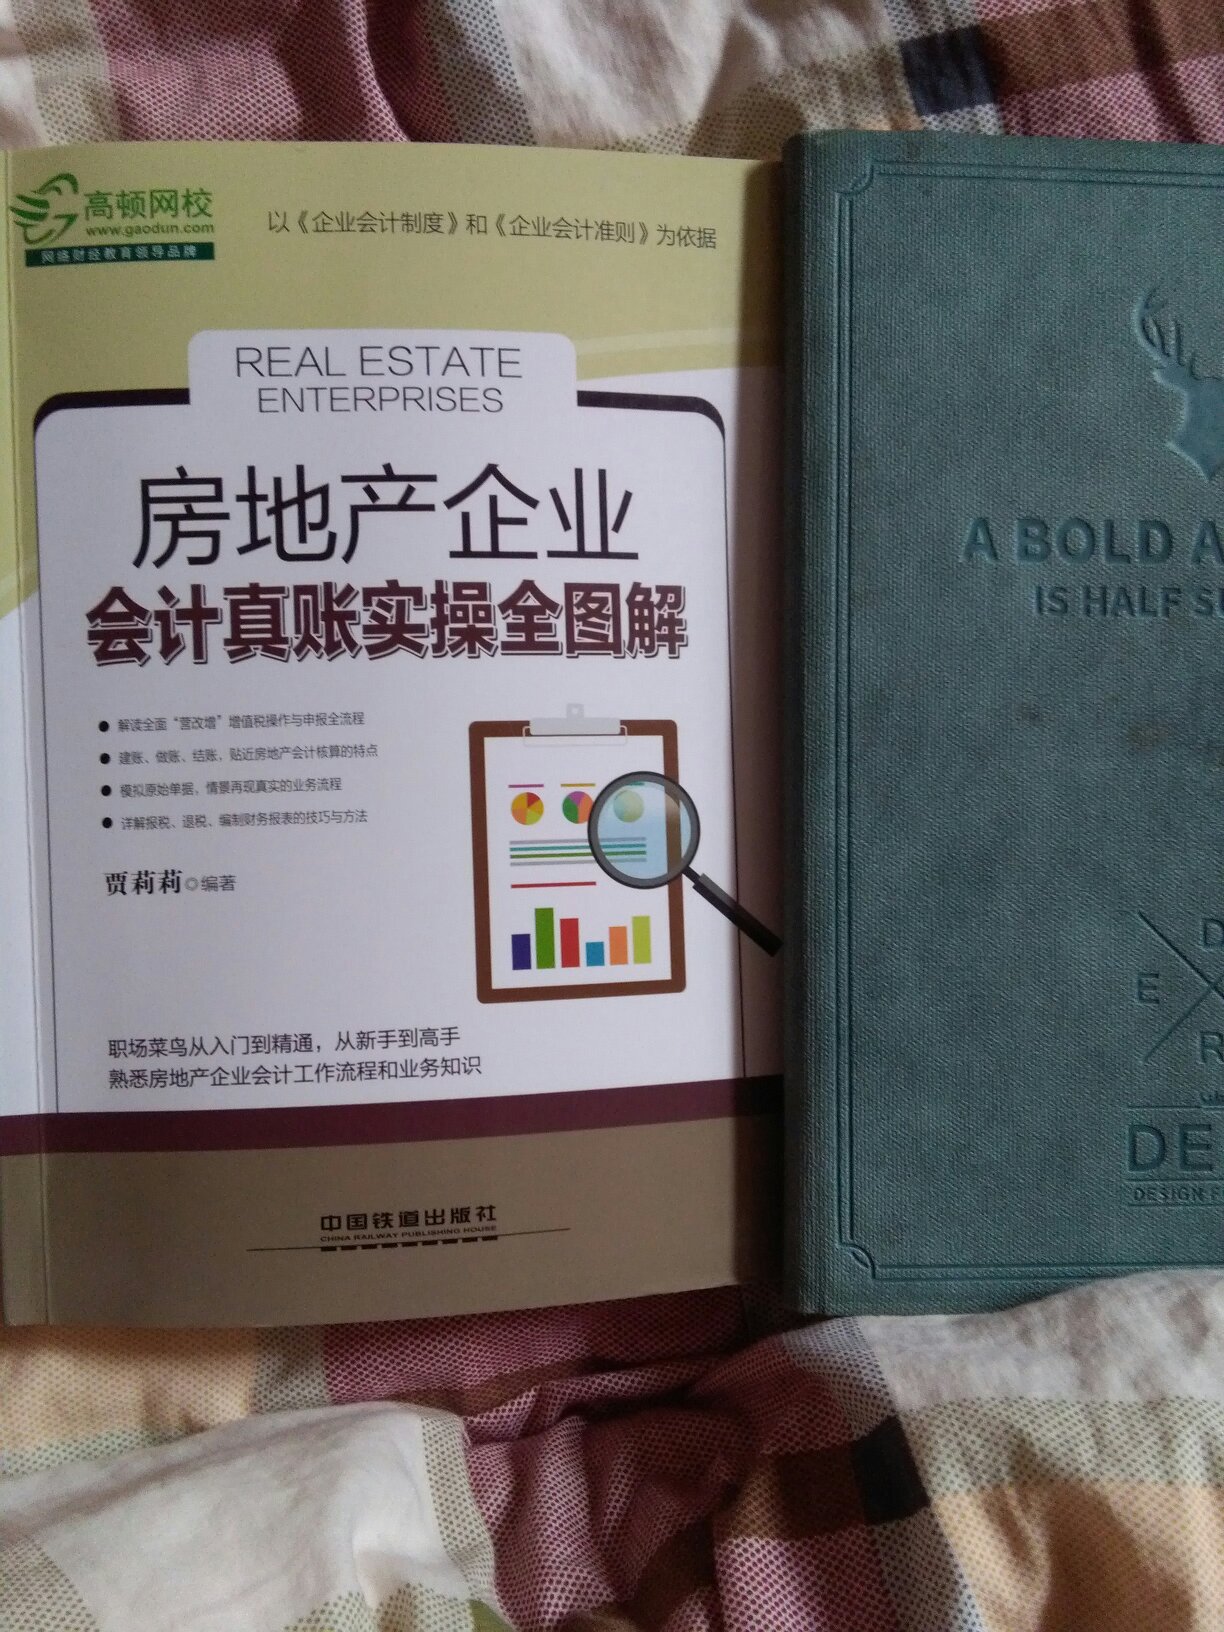 高顿网校
www.gaodun.com
网络财经教育领导品牌
以《企业会计制度》和《企业会计准则》为依据
REAL ESTATE
ENTERPRISES
房地产企业
会计真账实操全图解
● 解读全面“营改增”增值税操作与申报全流程
● 建账、做账、结账，贴近房地产会计核算的特点
● 模拟原始单据，情景再现真实的业务流程
● 详解报税、退税、编制财务报表的技巧与方法
贾莉莉◎编著
职场菜鸟从入门到精通，从新手到高手
熟悉房地产企业会计工作流程和业务知识
中国铁道出版社
CHINA RAILWAY PUBLISHING HOUSE
A BOLD A
IS HALF S
D
E
R
DE
DESIGN